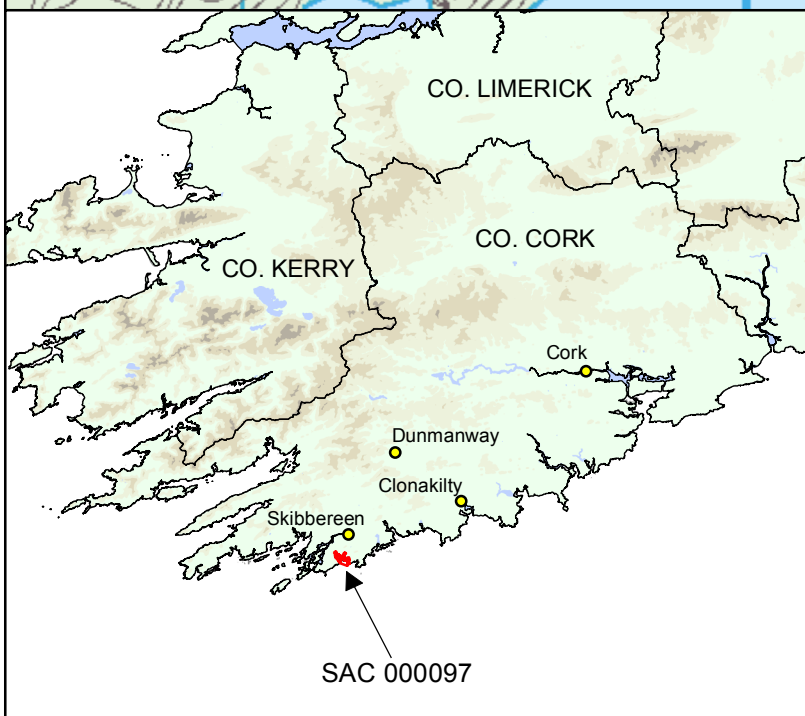 CO. LIMERICK
CO. CORK
CO. KERRY
Cork
Dunmanway
Clonakilty
Skibbereen
SAC 000097